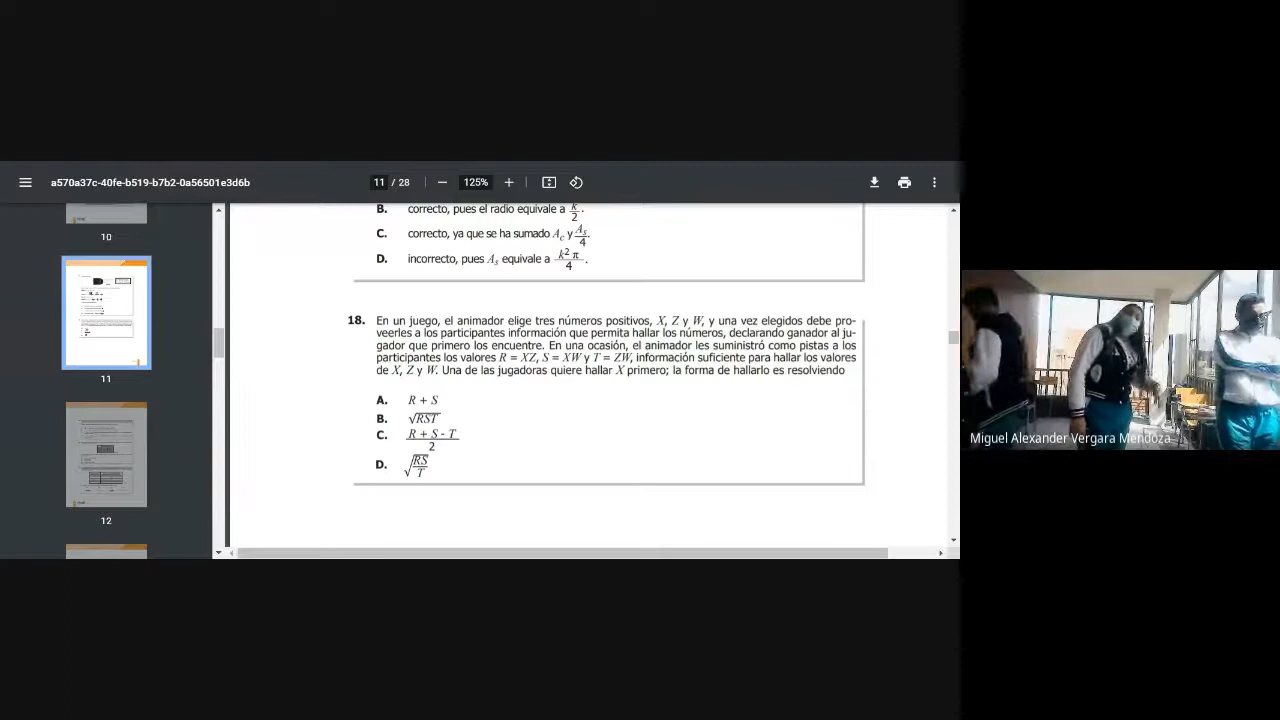 a570a37c-40fe-b519-b7b2-0a56501e3d6b
11 / 28
125%
10
11
12
B. correcto, pues el radio equivale a k/2.
C. correcto, ya que se ha sumado A_c y A_s/4.
D. incorrecto, pues A_s equivale a k² π/4.
18. En un juego, el animador elige tres números positivos, X, Z y W, y una vez elegidos debe pro-
veerles a los participantes información que permita hallar los números, declarando ganador al ju-
gador que primero los encuentre. En una ocasión, el animador les suministró como pistas a los
participantes los valores R = XZ, S = XW y T = ZW, información suficiente para hallar los valores
de X, Z y W. Una de las jugadoras quiere hallar X primero; la forma de hallarlo es resolviendo
A. R + S
B. √RST
C. R + S - T / 2
D. √RS/T
Miguel Alexander Vergara Mendoza